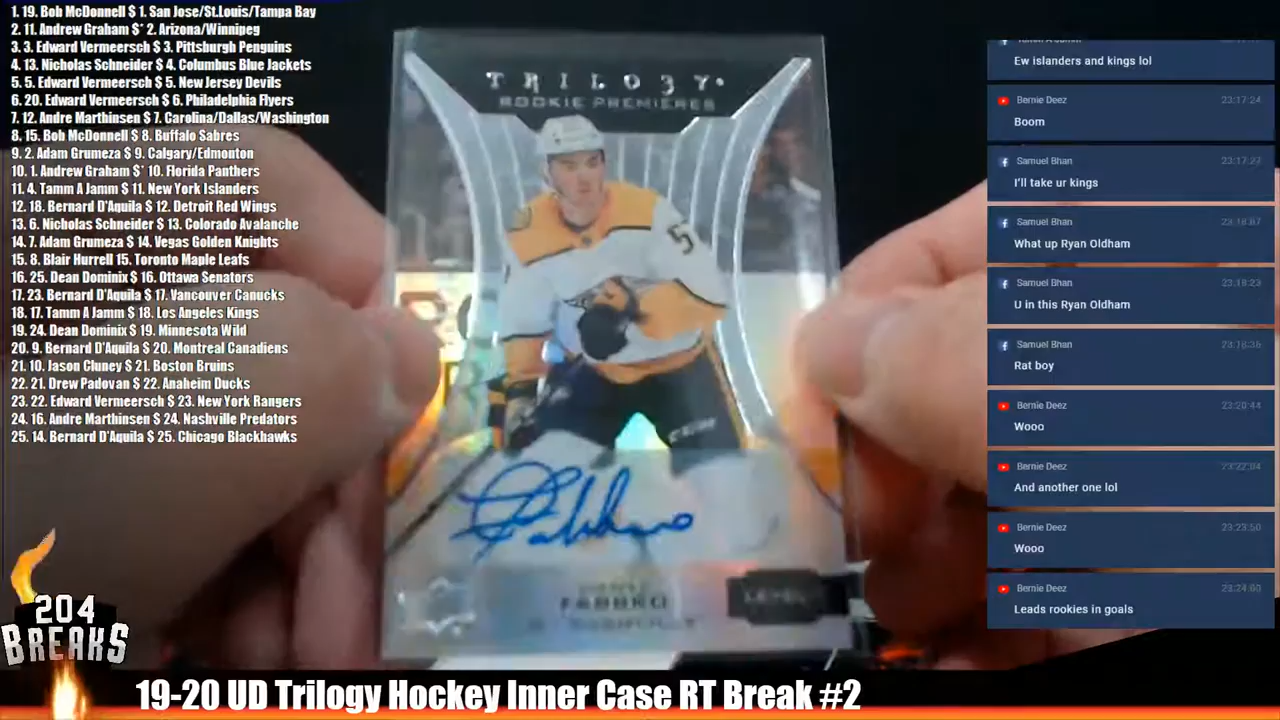 1. 19. Bob McDonnell $ 1. San Jose/St.Louis/Tampa Bay
2. 11. Andrew Graham $* 2. Arizona/Winnipeg
3. 3. Edward Vermeersch $ 3. Pittsburgh Penguins
4. 13. Nicholas Schneider $ 4. Columbus Blue Jackets
5. 5. Edward Vermeersch $ 5. New Jersey Devils
6. 20. Edward Vermeersch $ 6. Philadelphia Flyers
7. 12. Andre Marthinsen $ 7. Carolina/Dallas/Washington
8. 15. Bob McDonnell $ 8. Buffalo Sabres
9. 2. Adam Grumeza $ 9. Calgary/Edmonton
10. 1. Andrew Graham $* 10. Florida Panthers
11. 4. Tamm A Jamm $ 11. New York Islanders
12. 18. Bernard D'Aquila $ 12. Detroit Red Wings
13. 6. Nicholas Schneider $ 13. Colorado Avalanche
14. 7. Adam Grumeza $ 14. Vegas Golden Knights
15. 8. Blair Hurrell 15. Toronto Maple Leafs
16. 25. Dean Dominix $ 16. Ottawa Senators
17. 23. Bernard D'Aquila $ 17. Vancouver Canucks
18. 17. Tamm A Jamm $ 18. Los Angeles Kings
19. 24. Dean Dominix $ 19. Minnesota Wild
20. 9. Bernard D'Aquila $ 20. Montreal Canadiens
21. 10. Jason Cluney $ 21. Boston Bruins
22. 21. Drew Padovan $ 22. Anaheim Ducks
23. 22. Edward Vermeersch $ 23. New York Rangers
24. 16. Andre Marthinsen $ 24. Nashville Predators
25. 14. Bernard D'Aquila $ 25. Chicago Blackhawks
TRILOGY
ROOKIE PREMIERES
5
CCM
FABBRO
LEVEL
Ew islanders and kings lol
Bernie Deez 23:17:24
Boom
Samuel Bhan 23:17:27
I'll take ur kings
Samuel Bhan
What up Ryan Oldham
Samuel Bhan 23:18:23
U in this Ryan Oldham
Samuel Bhan 23:18:36
Rat boy
Bernie Deez 23:20:44
Wooo
Bernie Deez 23:22:04
And another one lol
Bernie Deez 23:23:50
Wooo
Bernie Deez 23:24:00
Leads rookies in goals
204
BREAKS
19-20 UD Trilogy Hockey Inner Case RT Break #2